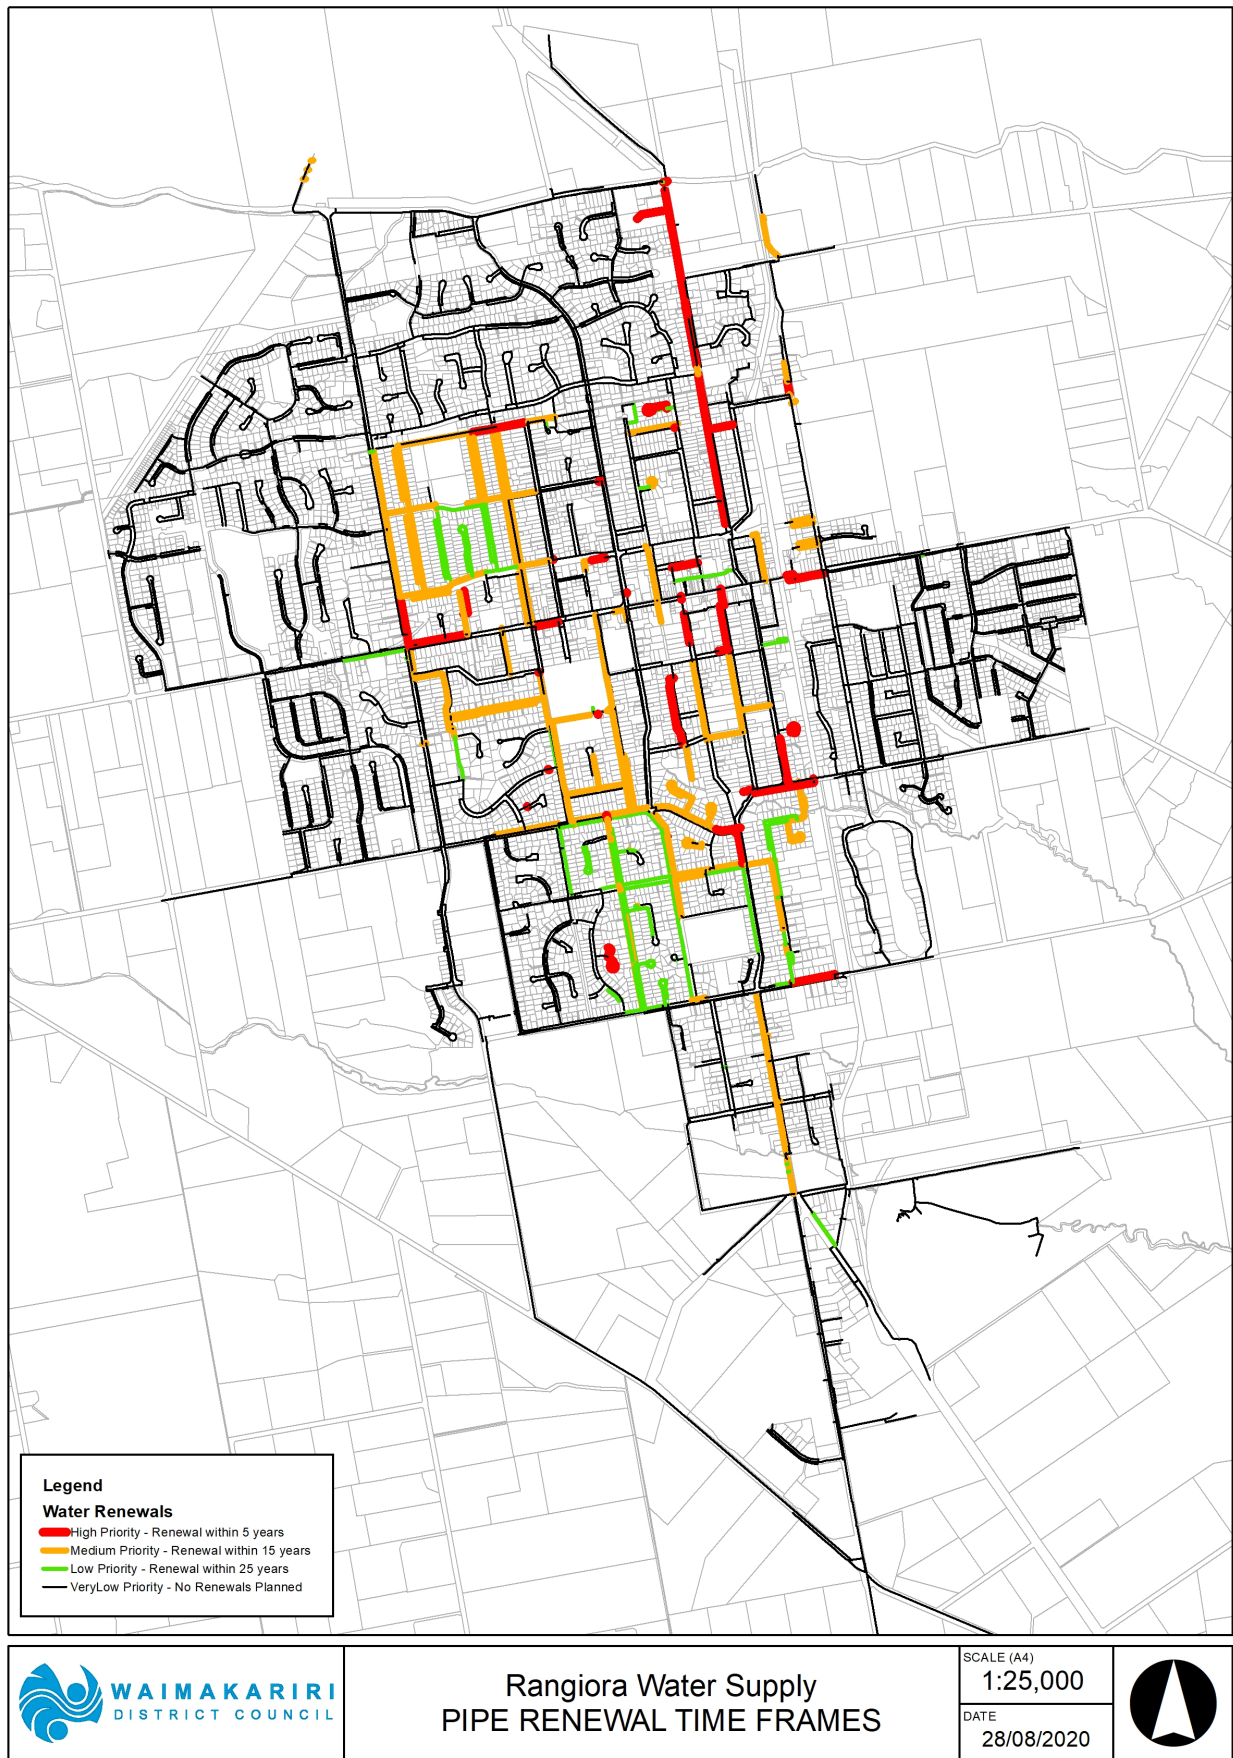 Legend
Water Renewals
High Priority - Renewal within 5 years
Medium Priority - Renewal within 15 years
Low Priority - Renewal within 25 years
VeryLow Priority - No Renewals Planned
WAIMAKARIRI
DISTRICT COUNCIL
Rangiora Water Supply
PIPE RENEWAL TIME FRAMES
SCALE (A4)
1:25,000
DATE
28/08/2020